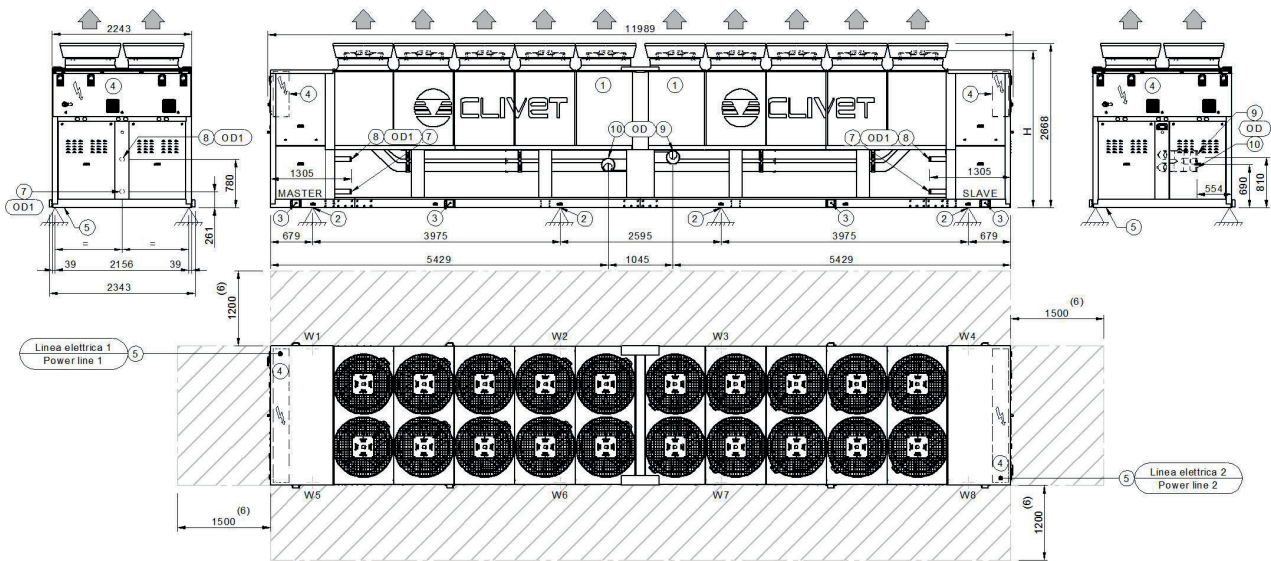 2243
11989
4
1
1
4
4
4
CLIVET
CLIVET
8 OD1
8 OD1 7
10 OD 9
7 OD1 8
9
OD
10
H
2668
780
1305
1305
690
810
554
7
OD1
261
MASTER
SLAVE
5
3
2
3
2
2
3
2
3
5
= =
679
3975
2595
3975
679
39 2156 39
5429
1045
5429
2343
(6)
1200
(6)
1500
Linea elettrica 1
Power line 1
5
W1
W2
W3
W4
4
4
Linea elettrica 2
Power line 2
5
W5
W6
W7
W8
(6)
1500
(6)
1200